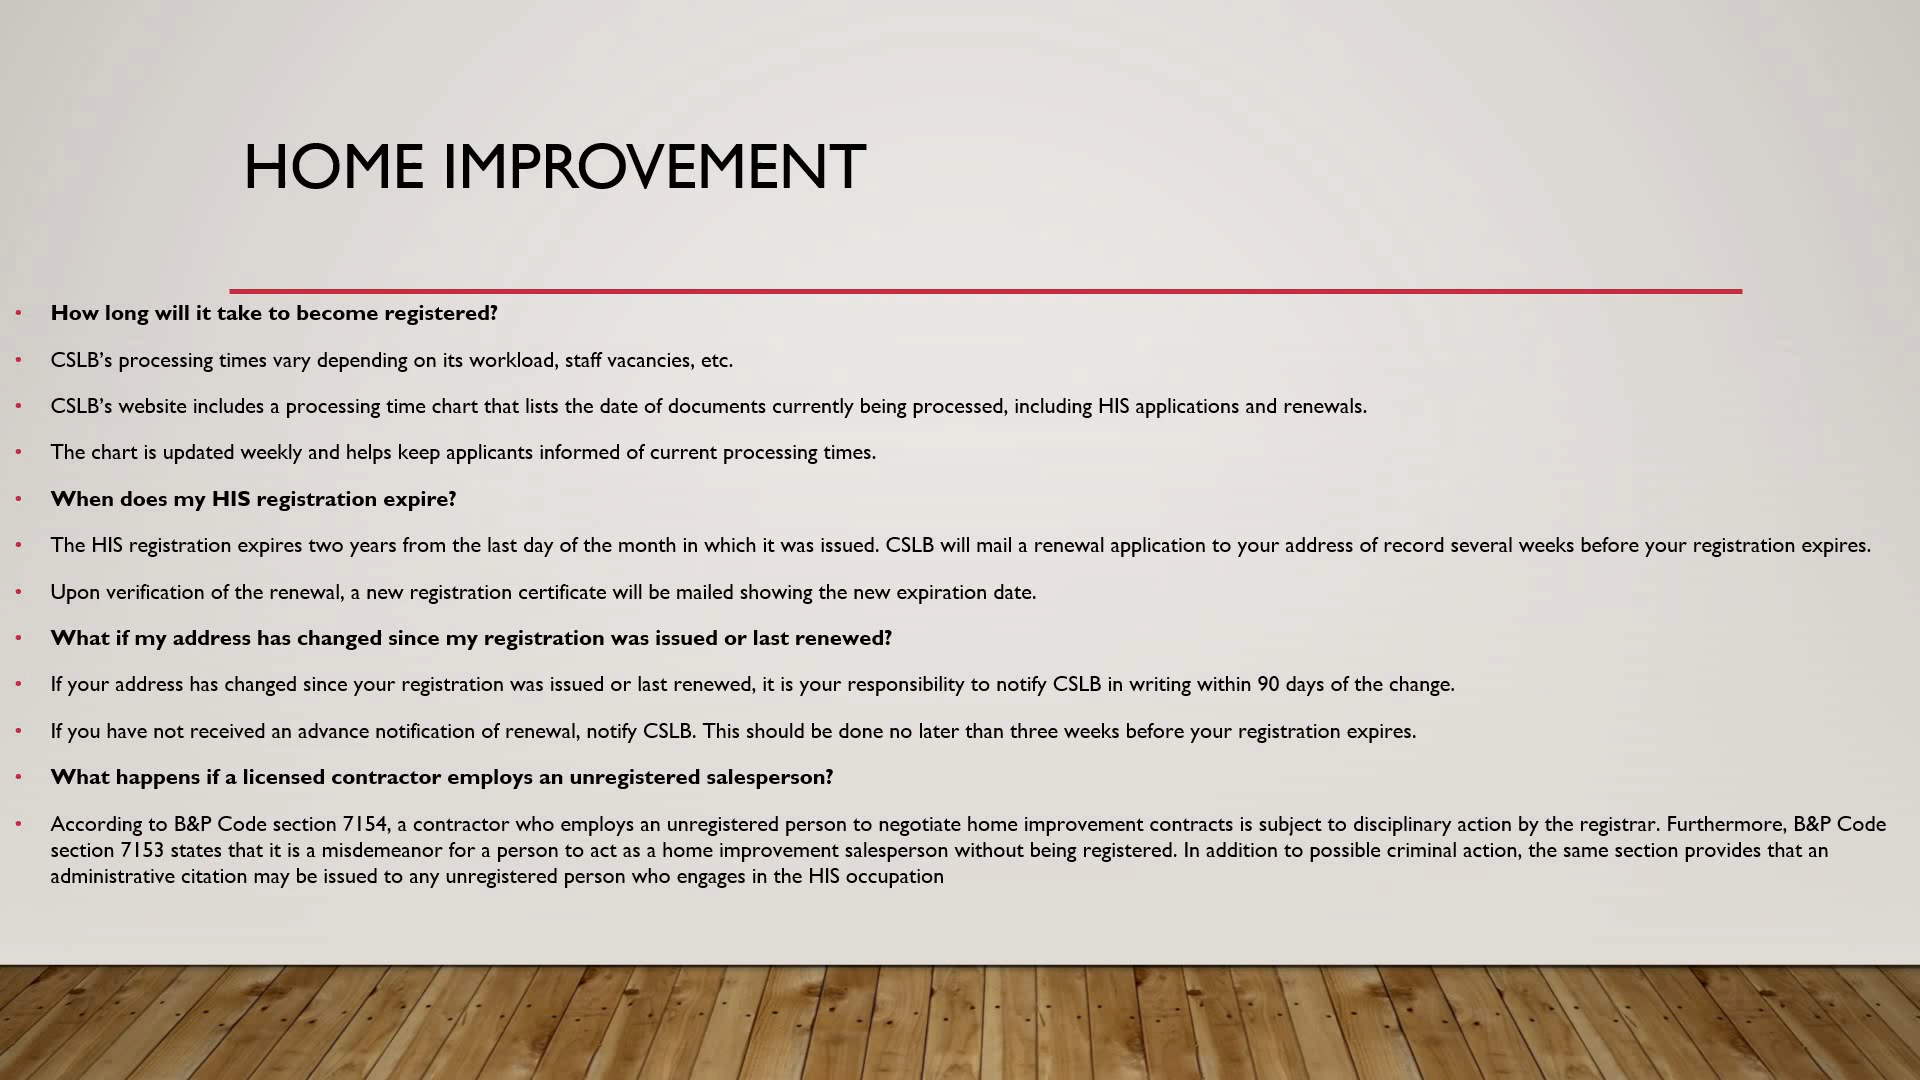 HOME IMPROVEMENT
• How long will it take to become registered?
• CSLB’s processing times vary depending on its workload, staff vacancies, etc.
• CSLB’s website includes a processing time chart that lists the date of documents currently being processed, including HIS applications and renewals.
• The chart is updated weekly and helps keep applicants informed of current processing times.
• When does my HIS registration expire?
• The HIS registration expires two years from the last day of the month in which it was issued. CSLB will mail a renewal application to your address of record several weeks before your registration expires.
• Upon verification of the renewal, a new registration certificate will be mailed showing the new expiration date.
• What if my address has changed since my registration was issued or last renewed?
• If your address has changed since your registration was issued or last renewed, it is your responsibility to notify CSLB in writing within 90 days of the change.
• If you have not received an advance notification of renewal, notify CSLB. This should be done no later than three weeks before your registration expires.
• What happens if a licensed contractor employs an unregistered salesperson?
• According to B&P Code section 7154, a contractor who employs an unregistered person to negotiate home improvement contracts is subject to disciplinary action by the registrar. Furthermore, B&P Code
section 7153 states that it is a misdemeanor for a person to act as a home improvement salesperson without being registered. In addition to possible criminal action, the same section provides that an
administrative citation may be issued to any unregistered person who engages in the HIS occupation